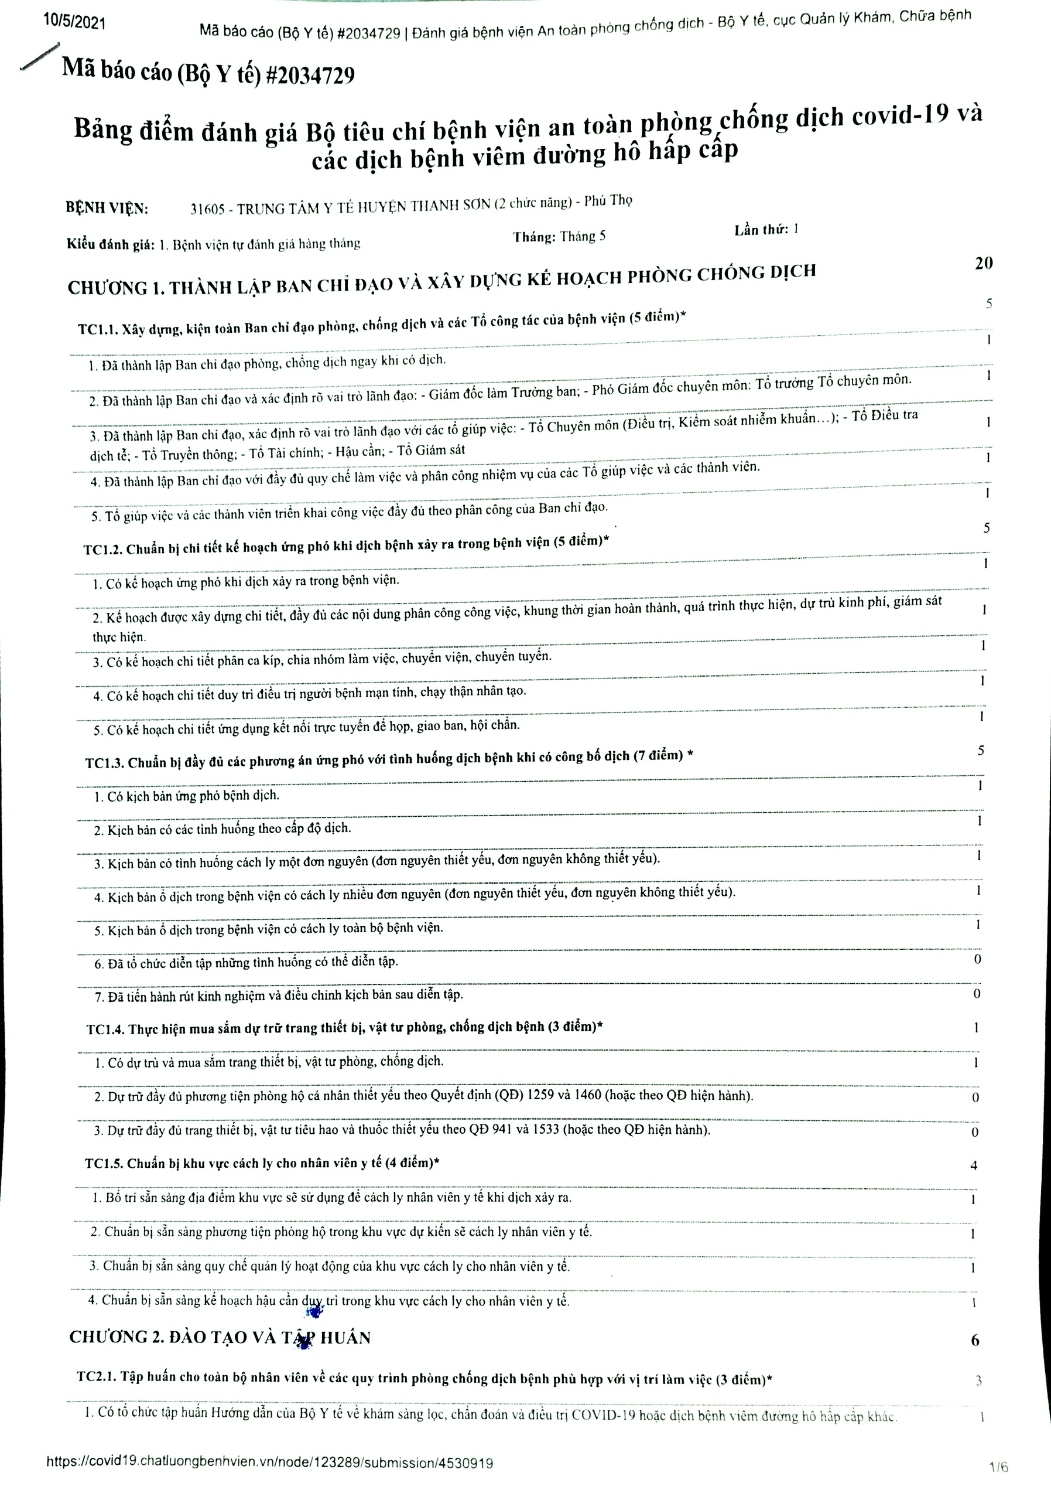 10/5/2021
Mã báo cáo (Bộ Y tế) #2034729 | Đánh giá bệnh viện An toàn phòng chống dịch - Bộ Y tế, cục Quản lý Khám, Chữa bệnh
Mã báo cáo (Bộ Y tế) #2034729
Bảng điểm đánh giá Bộ tiêu chí bệnh viện an toàn phòng chống dịch covid-19 và
các dịch bệnh viêm đường hô hấp cấp
BỆNH VIỆN: 31605 - TRUNG TÂM Y TẾ HUYỆN THANH SƠN (2 chức năng) - Phú Thọ
Kiểu đánh giá: 1. Bệnh viện tự đánh giá hàng tháng Tháng: Tháng 5 Lần thứ: 1
CHƯƠNG 1. THÀNH LẬP BAN CHỈ ĐẠO VÀ XÂY DỰNG KẾ HOẠCH PHÒNG CHỐNG DỊCH 20
TC1.1. Xây dựng, kiện toàn Ban chỉ đạo phòng, chống dịch và các Tổ công tác của bệnh viện (5 điểm)* 5
1. Đã thành lập Ban chỉ đạo phòng, chống dịch ngay khi có dịch. 1
2. Đã thành lập Ban chỉ đạo và xác định rõ vai trò lãnh đạo: - Giám đốc làm Trưởng ban; - Phó Giám đốc chuyên môn: Tổ trưởng Tổ chuyên môn. 1
3. Đã thành lập Ban chỉ đạo, xác định rõ vai trò lãnh đạo với các tổ giúp việc: - Tổ Chuyên môn (Điều trị, Kiểm soát nhiễm khuẩn...); - Tổ Điều tra 1
dịch tễ; - Tổ Truyền thông; - Tổ Tài chính; - Hậu cần; - Tổ Giám sát
4. Đã thành lập Ban chỉ đạo với đầy đủ quy chế làm việc và phân công nhiệm vụ của các Tổ giúp việc và các thành viên. 1
5. Tổ giúp việc và các thành viên triển khai công việc đầy đủ theo phân công của Ban chỉ đạo. 1
TC1.2. Chuẩn bị chi tiết kế hoạch ứng phó khi dịch bệnh xảy ra trong bệnh viện (5 điểm)* 5
1. Có kế hoạch ứng phó khi dịch xảy ra trong bệnh viện. 1
2. Kế hoạch được xây dựng chi tiết, đầy đủ các nội dung phân công công việc, khung thời gian hoàn thành, quá trình thực hiện, dự trù kinh phí, giám sát 1
thực hiện.
3. Có kế hoạch chi tiết phân ca kíp, chia nhóm làm việc, chuyển viện, chuyển tuyến. 1
4. Có kế hoạch chi tiết duy trì điều trị người bệnh mạn tính, chạy thận nhân tạo. 1
5. Có kế hoạch chi tiết ứng dụng kết nối trực tuyến để họp, giao ban, hội chẩn. 1
TC1.3. Chuẩn bị đầy đủ các phương án ứng phó với tình huống dịch bệnh khi có công bố dịch (7 điểm) * 5
1. Có kịch bản ứng phó bệnh dịch. 1
2. Kịch bản có các tình huống theo cấp độ dịch. 1
3. Kịch bản có tình huống cách ly một đơn nguyên (đơn nguyên thiết yếu, đơn nguyên không thiết yếu). 1
4. Kịch bản ổ dịch trong bệnh viện có cách ly nhiều đơn nguyên (đơn nguyên thiết yếu, đơn nguyên không thiết yếu). 1
5. Kịch bản ổ dịch trong bệnh viện có cách ly toàn bộ bệnh viện. 1
6. Đã tổ chức diễn tập những tình huống có thể diễn tập. 0
7. Đã tiến hành rút kinh nghiệm và điều chỉnh kịch bản sau diễn tập. 0
TC1.4. Thực hiện mua sắm dự trữ trang thiết bị, vật tư phòng, chống dịch bệnh (3 điểm)* 1
1. Có dự trù và mua sắm trang thiết bị, vật tư phòng, chống dịch. 1
2. Dự trữ đầy đủ phương tiện phòng hộ cá nhân thiết yếu theo Quyết định (QĐ) 1259 và 1460 (hoặc theo QĐ hiện hành). 0
3. Dự trữ đầy đủ trang thiết bị, vật tư tiêu hao và thuốc thiết yếu theo QĐ 941 và 1533 (hoặc theo QĐ hiện hành). 0
TC1.5. Chuẩn bị khu vực cách ly cho nhân viên y tế (4 điểm)* 4
1. Bố trí sẵn sàng địa điểm khu vực sẽ sử dụng để cách ly nhân viên y tế khi dịch xảy ra. 1
2. Chuẩn bị sẵn sàng phương tiện phòng hộ trong khu vực dự kiến sẽ cách ly nhân viên y tế. 1
3. Chuẩn bị sẵn sàng quy chế quản lý hoạt động của khu vực cách ly cho nhân viên y tế. 1
4. Chuẩn bị sẵn sàng kế hoạch hậu cần duy trì trong khu vực cách ly cho nhân viên y tế. 1
CHƯƠNG 2. ĐÀO TẠO VÀ TẬP HUẤN 6
TC2.1. Tập huấn cho toàn bộ nhân viên về các quy trình phòng chống dịch bệnh phù hợp với vị trí làm việc (3 điểm)* 3
1. Có tổ chức tập huấn Hướng dẫn của Bộ Y tế về khám sàng lọc, chẩn đoán và điều trị COVID-19 hoặc dịch bệnh viêm đường hô hấp cấp khác. 1
https://covid19.chatluongbenhvien.vn/node/123289/submission/4530919
1/6